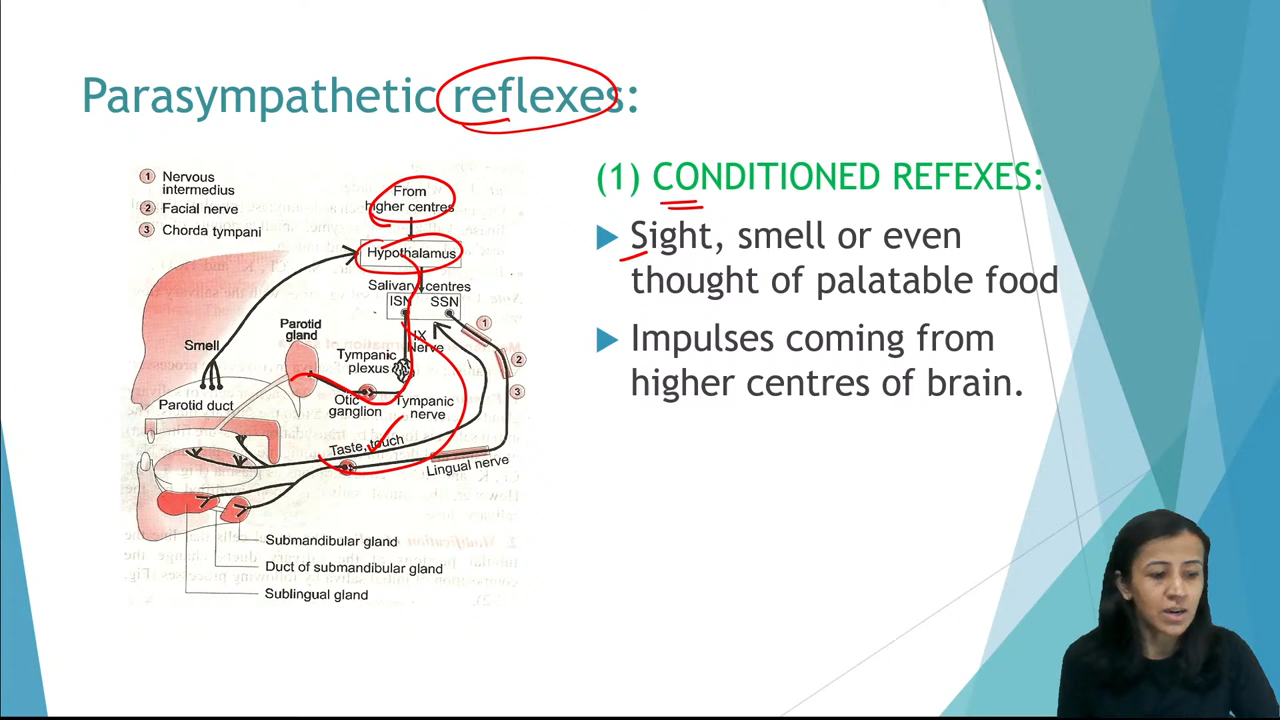 Parasympathetic reflexes:
1 Nervous
intermedius
2 Facial nerve
3 Chorda tympani
From
higher centres
Hypothalamus
Salivary centres
ISN SSN
1
IX
Nerve
2
3
Parotid
gland
Smell
Tympanic
plexus
Parotid duct
Otic
ganglion
Tympanic
nerve
Taste, touch
Lingual nerve
Submandibular gland
Duct of submandibular gland
Sublingual gland
(1) CONDITIONED REFEXES:
Sight, smell or even
thought of palatable food
Impulses coming from
higher centres of brain.